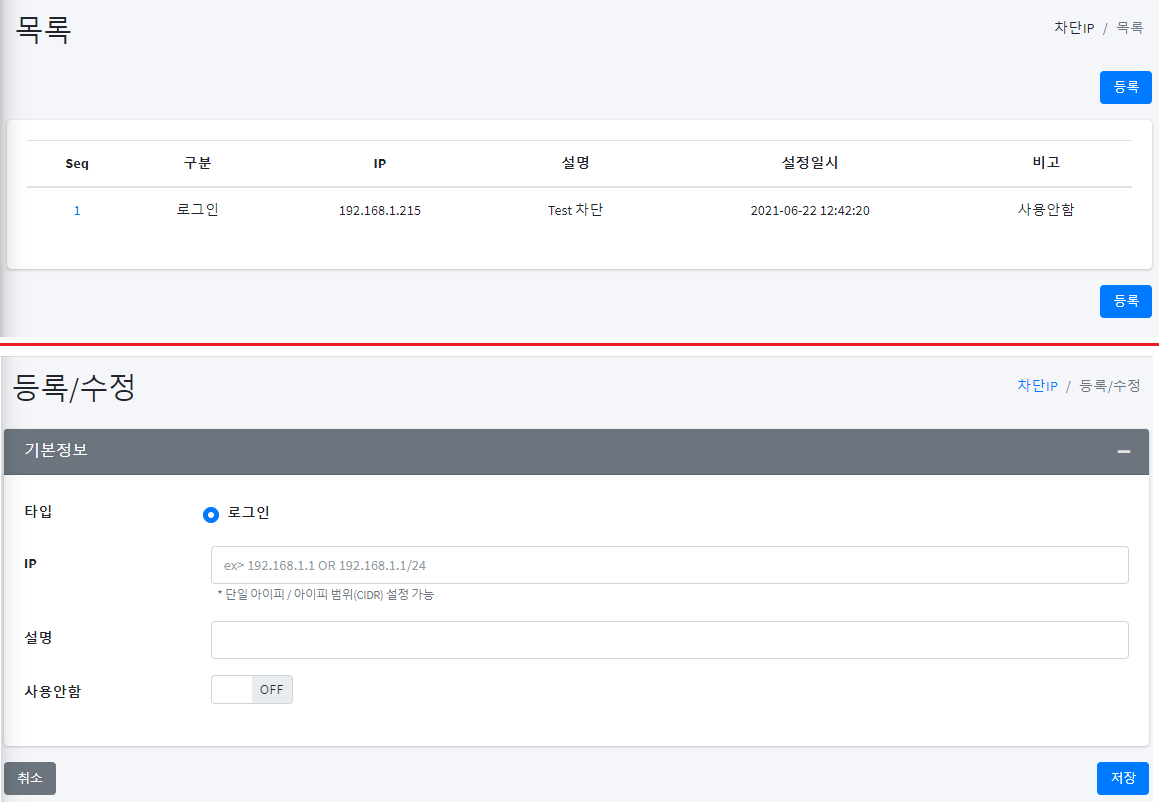 목록
차단IP / 목록
등록
Seq 구분 IP 설명 설정일시 비고
1 로그인 192.168.1.215 Test 차단 2021-06-22 12:42:20 사용안함
등록
등록/수정
차단IP / 등록/수정
기본정보
타입 로그인
IP ex> 192.168.1.1 OR 192.168.1.1/24
* 단일 아이피 / 아이피 범위(CIDR) 설정 가능
설명
사용안함 OFF
취소 저장